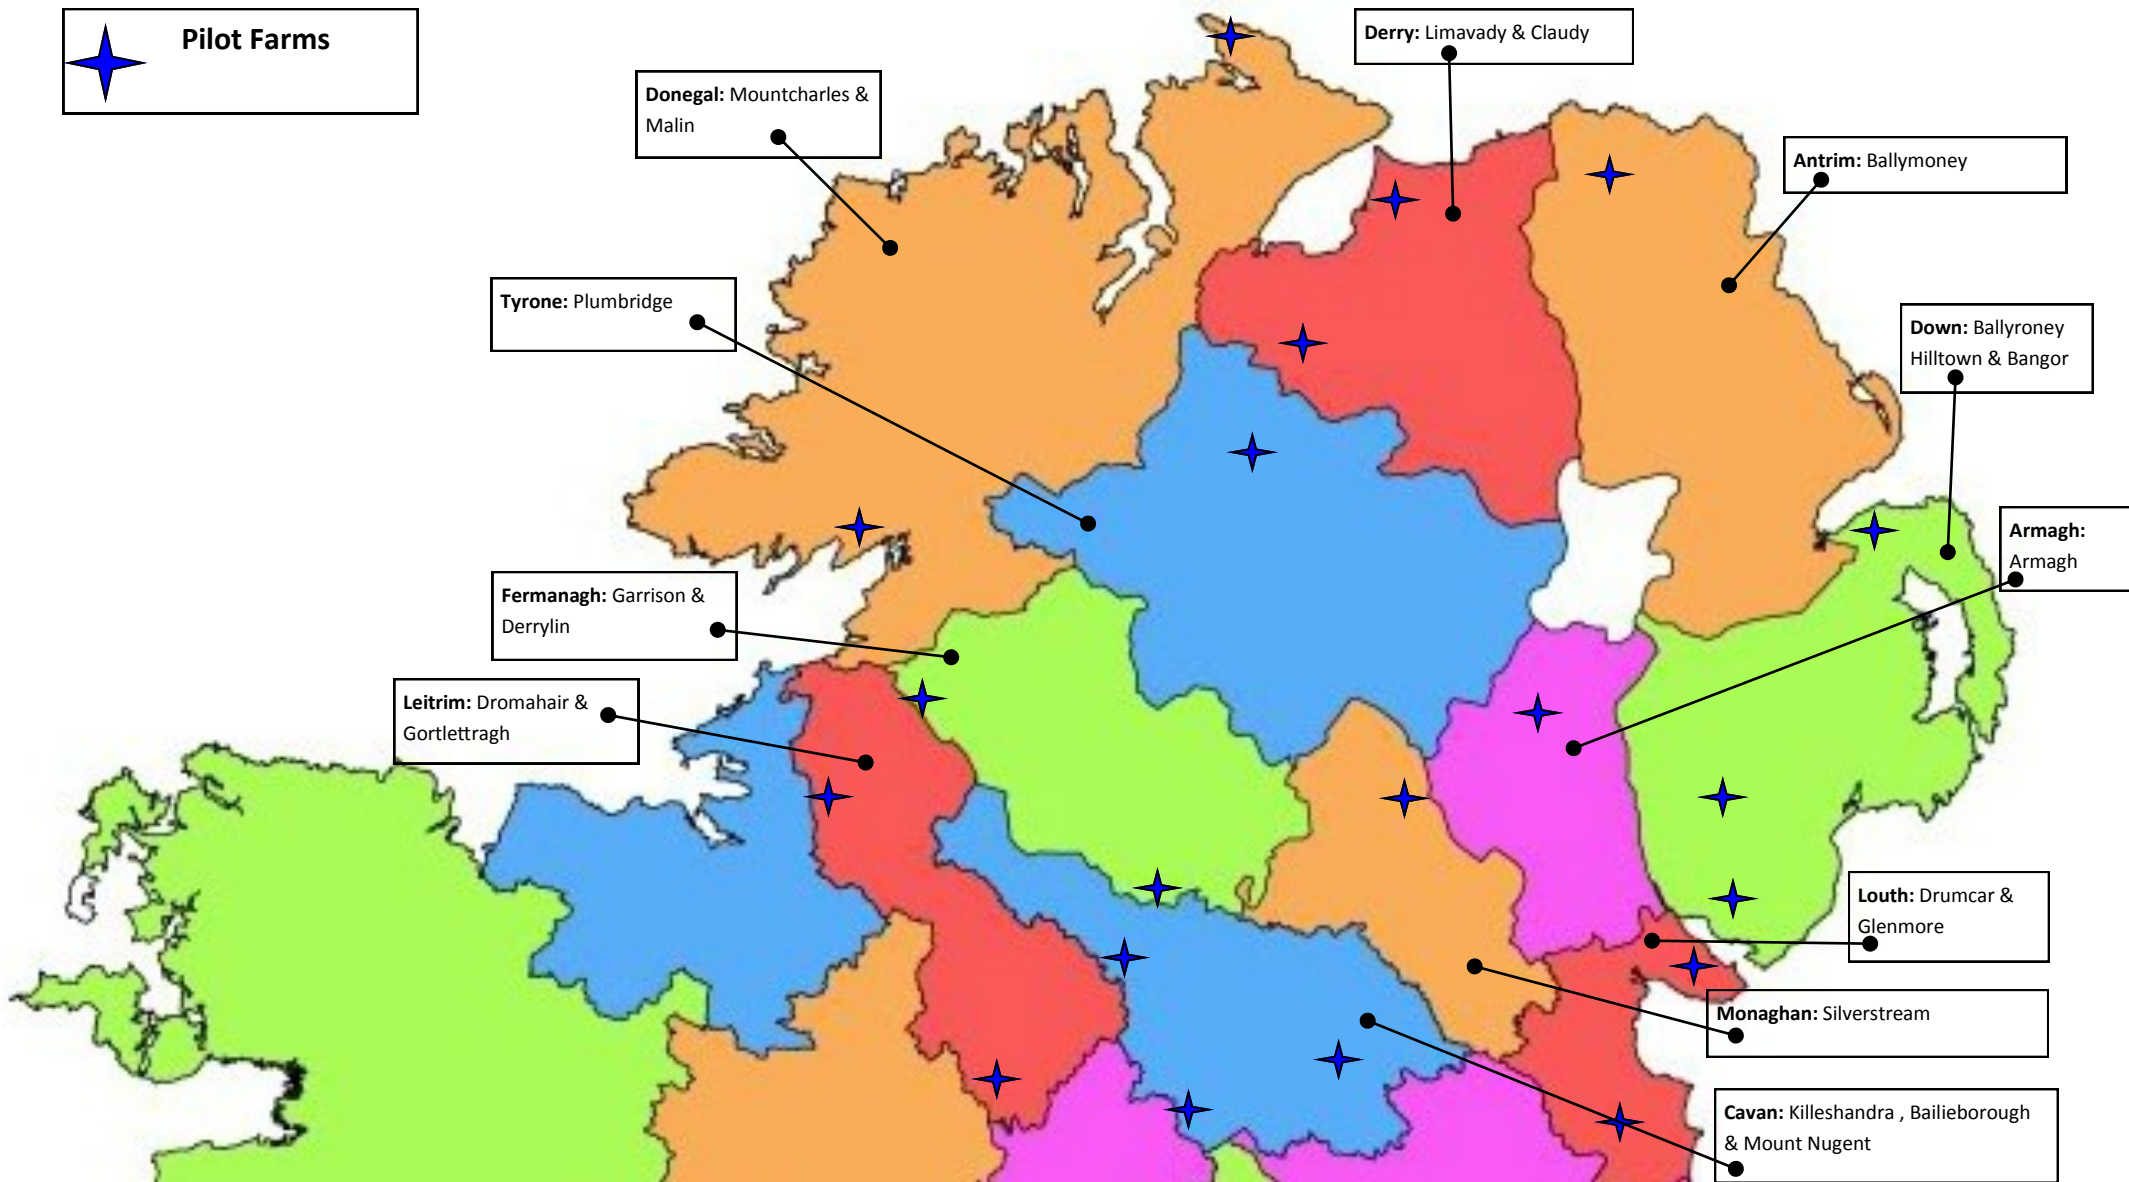 Pilot Farms
Derry: Limavady & Claudy
Donegal: Mountcharles &
Malin
Antrim: Ballymoney
Tyrone: Plumbridge
Down: Ballyroney
Hilltown & Bangor
Armagh:
Armagh
Fermanagh: Garrison &
Derrylin
Leitrim: Dromahair &
Gortlettragh
Louth: Drumcar &
Glenmore
Monaghan: Silverstream
Cavan: Killeshandra , Bailieborough
& Mount Nugent